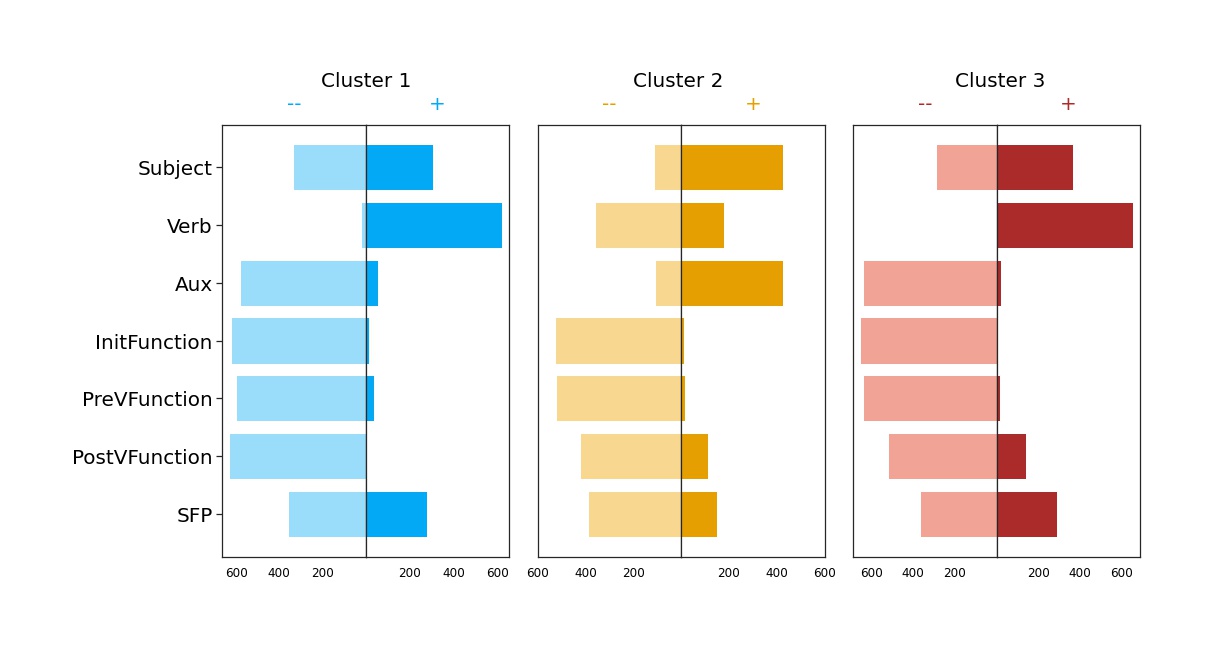 Cluster 1 Cluster 2 Cluster 3
-- + -- + -- +
Subject
Verb
Aux
InitFunction
PreVFunction
PostVFunction
SFP
600 400 200 200 400 600 600 400 200 200 400 600 600 400 200 200 400 600